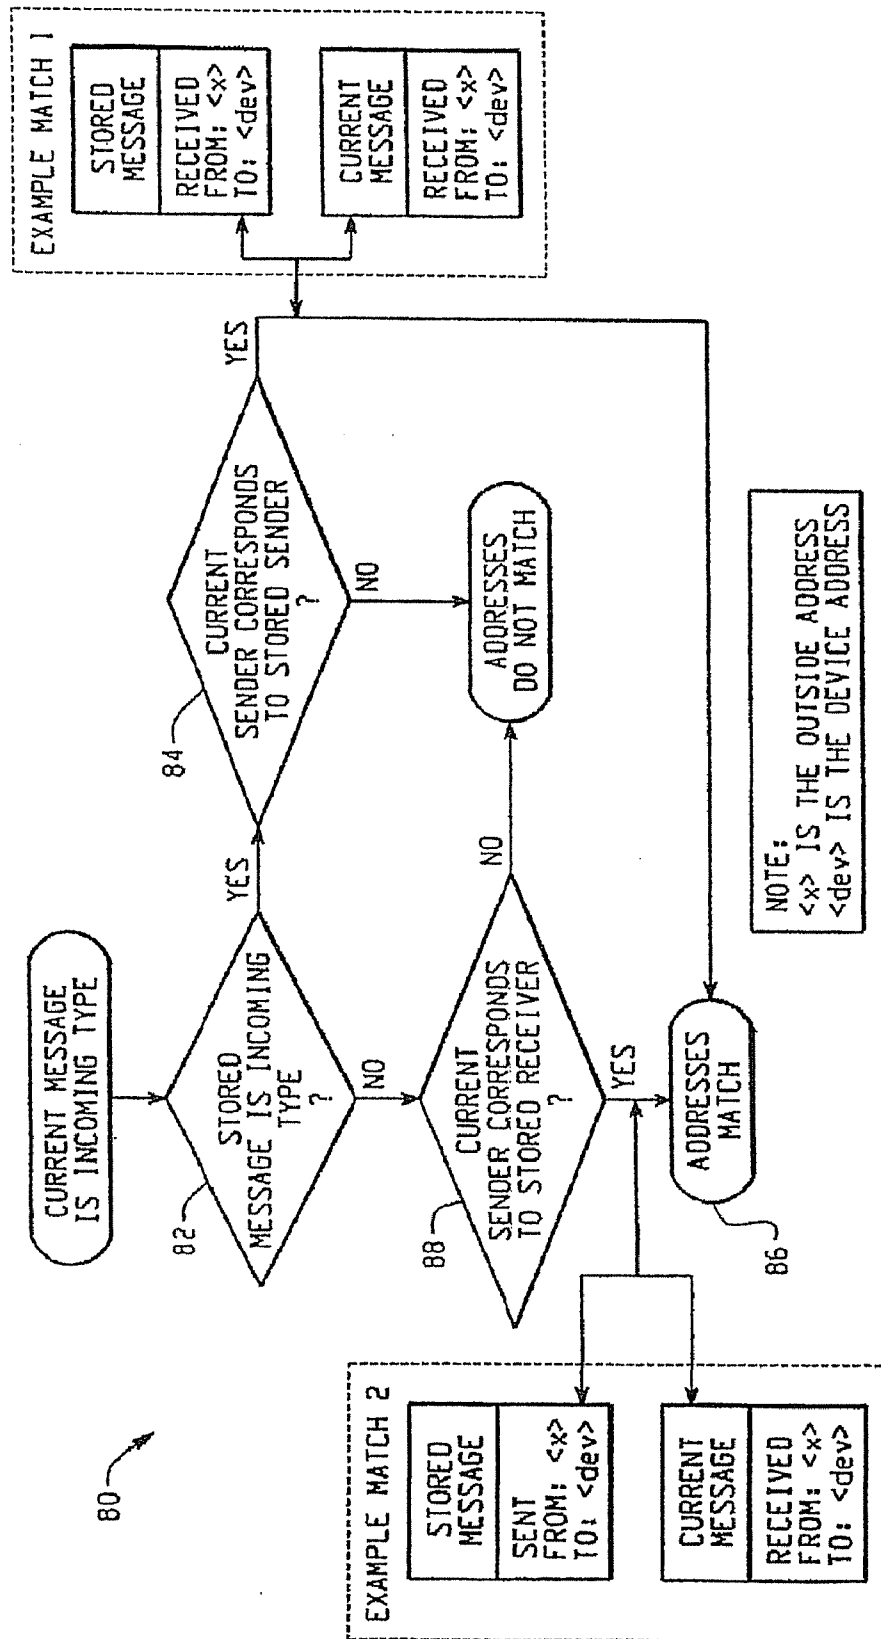 80
CURRENT MESSAGE
IS INCOMING TYPE
82
STORED
MESSAGE IS INCOMING
TYPE
?
YES
NO
84
CURRENT
SENDER CORRESPONDS
TO STORED SENDER
?
YES
NO
EXAMPLE MATCH 1
STORED
MESSAGE
RECEIVED
FROM: <x>
TO: <dev>
CURRENT
MESSAGE
RECEIVED
FROM: <x>
TO: <dev>
88
CURRENT
SENDER CORRESPONDS
TO STORED RECEIVER
?
NO
YES
ADDRESSES
DO NOT MATCH
EXAMPLE MATCH 2
STORED
MESSAGE
SENT
FROM: <x>
TO: <dev>
CURRENT
MESSAGE
RECEIVED
FROM: <x>
TO: <dev>
86
ADDRESSES
MATCH
NOTE:
<x> IS THE OUTSIDE ADDRESS
<dev> IS THE DEVICE ADDRESS